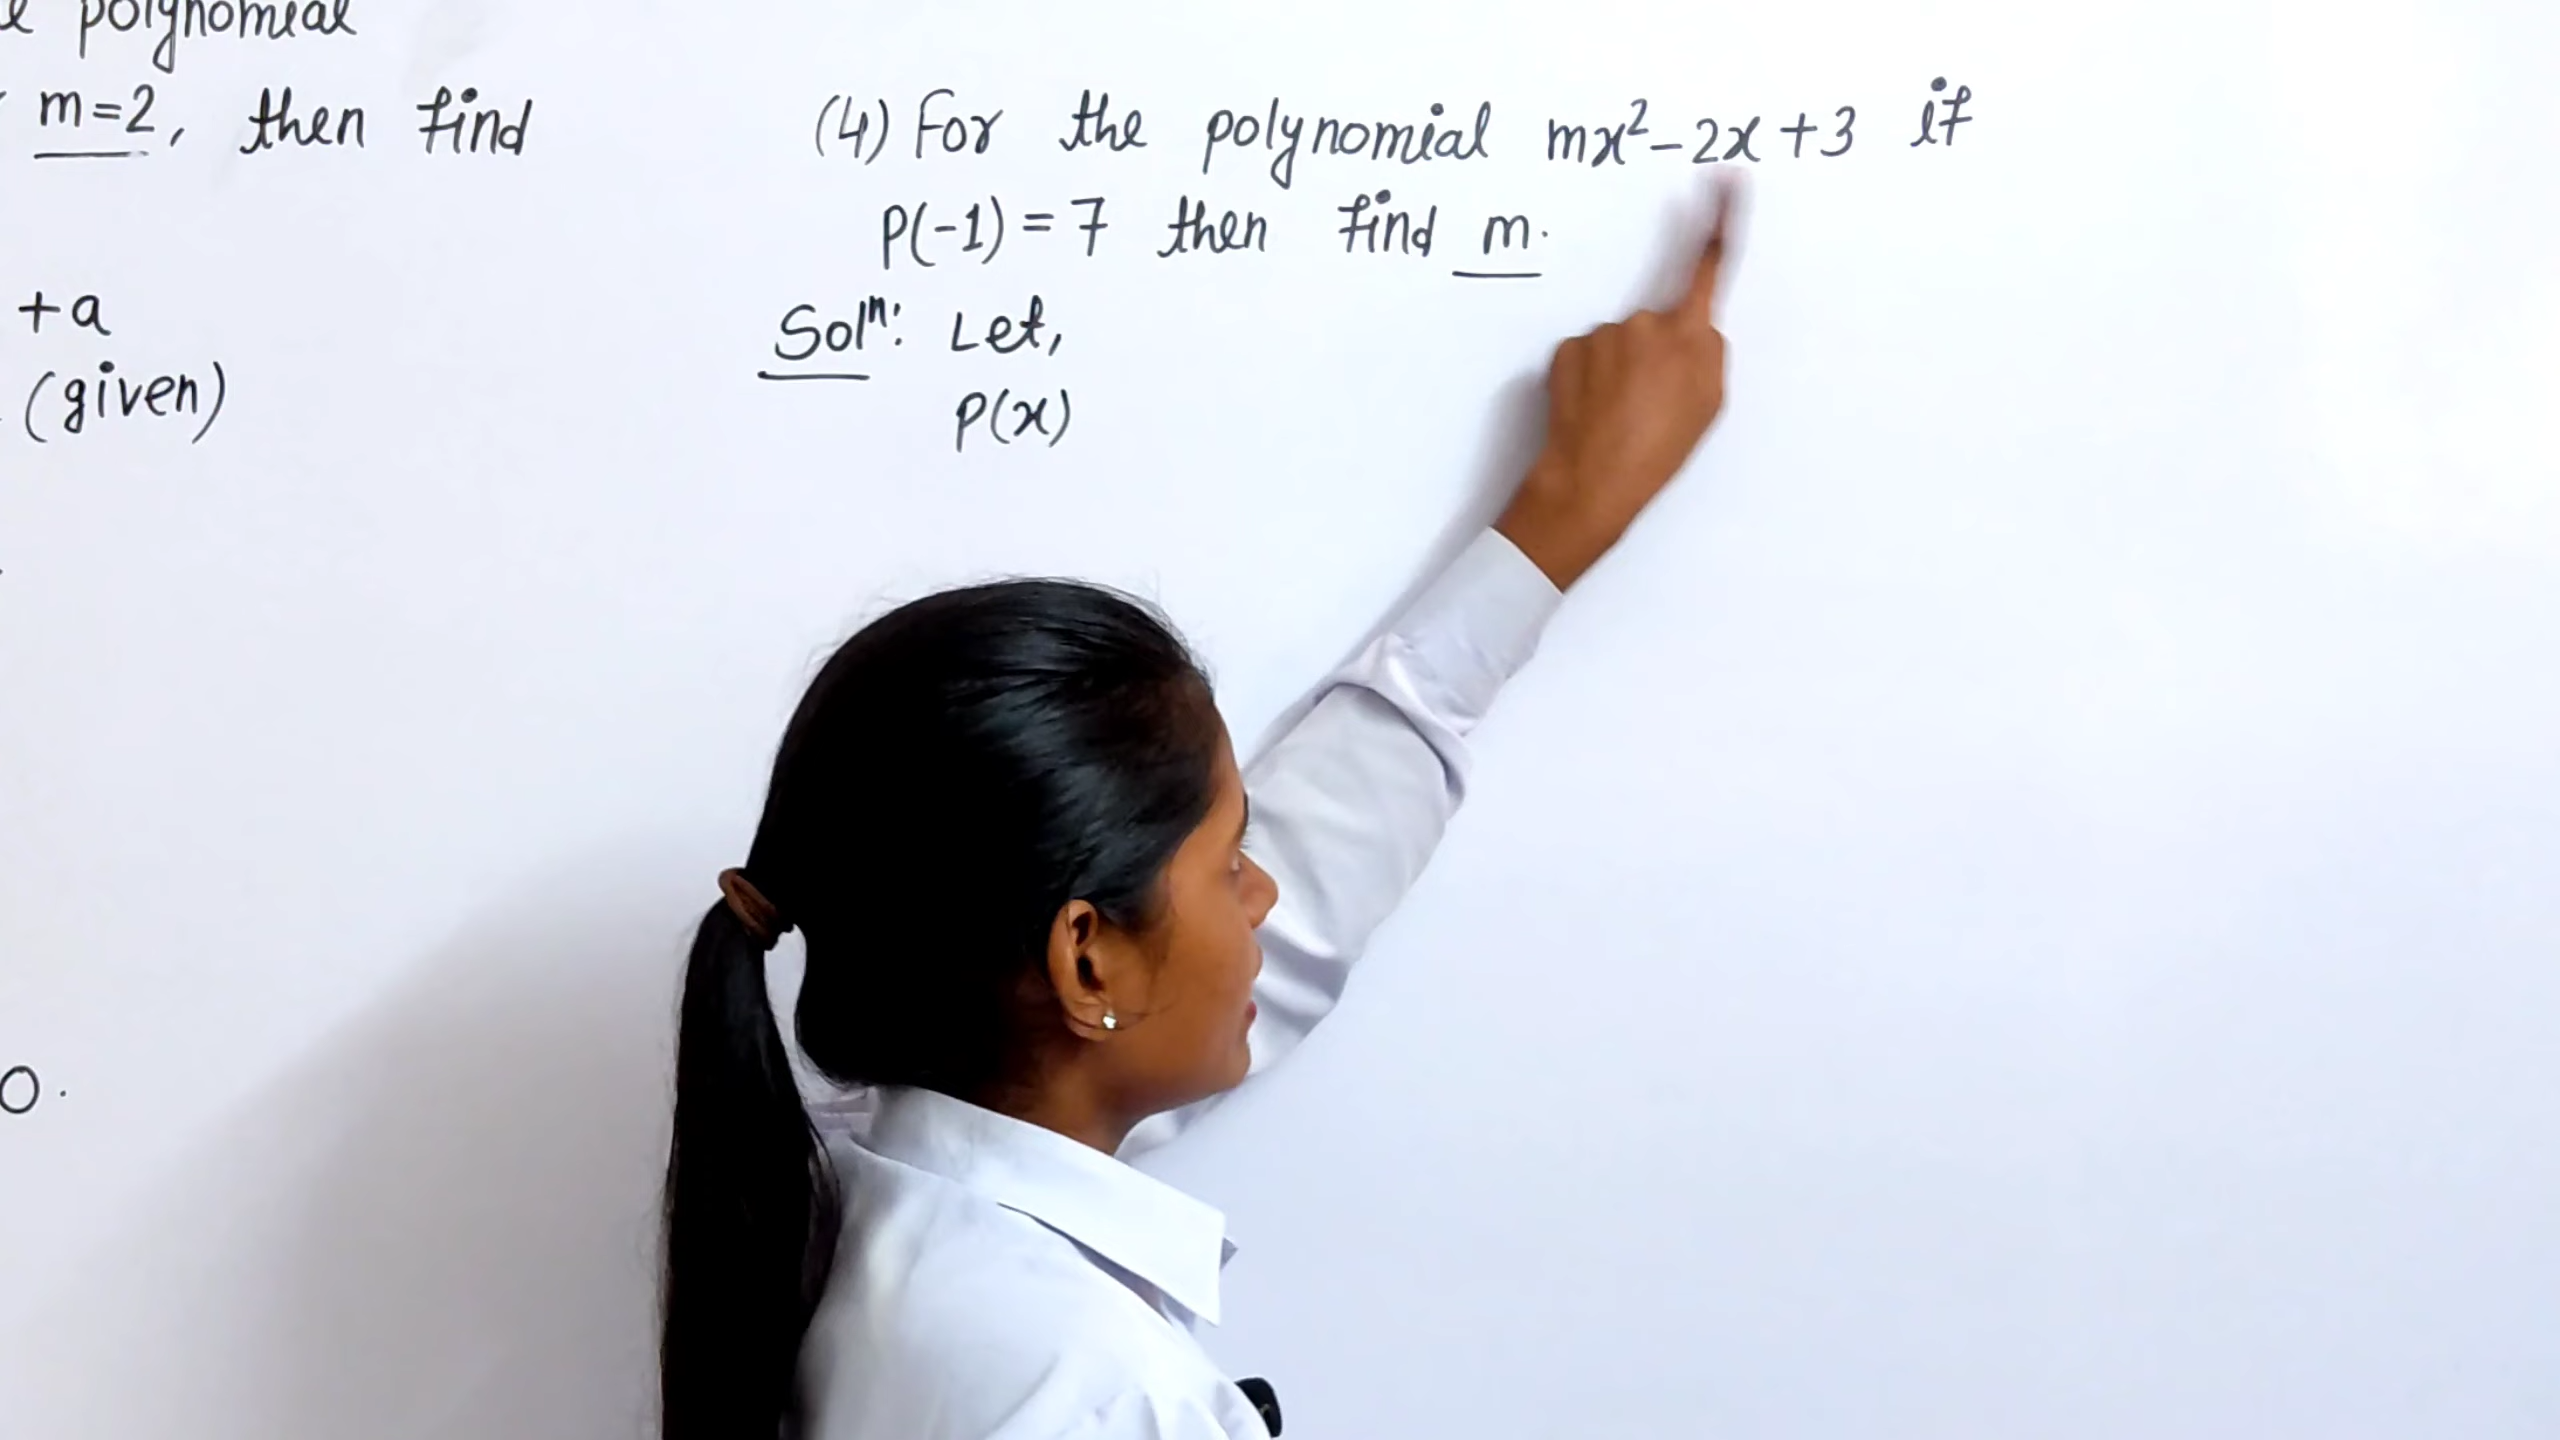 polynomial
m=2, then find
+a
(given)
0.
(4) For the polynomial mx²-2x+3 if
P(-1)=7 then find m.
Solⁿ: Let,
P(x)